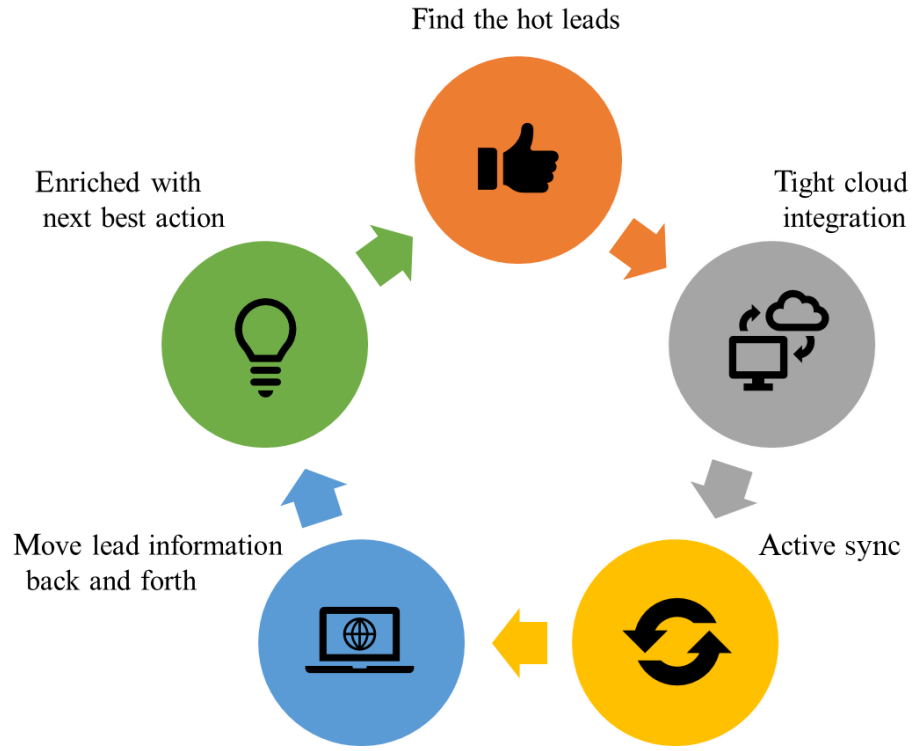 Find the hot leads
Enriched with
next best action
Tight cloud
integration
Move lead information
back and forth
Active sync